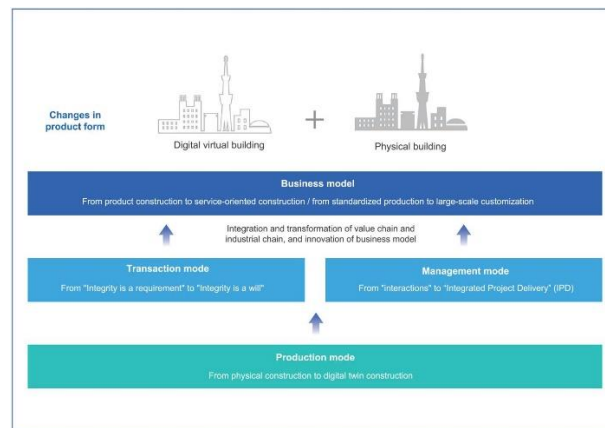 Changes in
product form
Digital virtual building
+
Physical building
Business model
From product construction to service-oriented construction / from standardized production to large-scale customization
Integration and transformation of value chain and
industrial chain, and innovation of business model
Transaction mode
From "Integrity is a requirement" to "Integrity is a will"
Management mode
From "interactions" to "Integrated Project Delivery" (IPD)
Production mode
From physical construction to digital twin construction